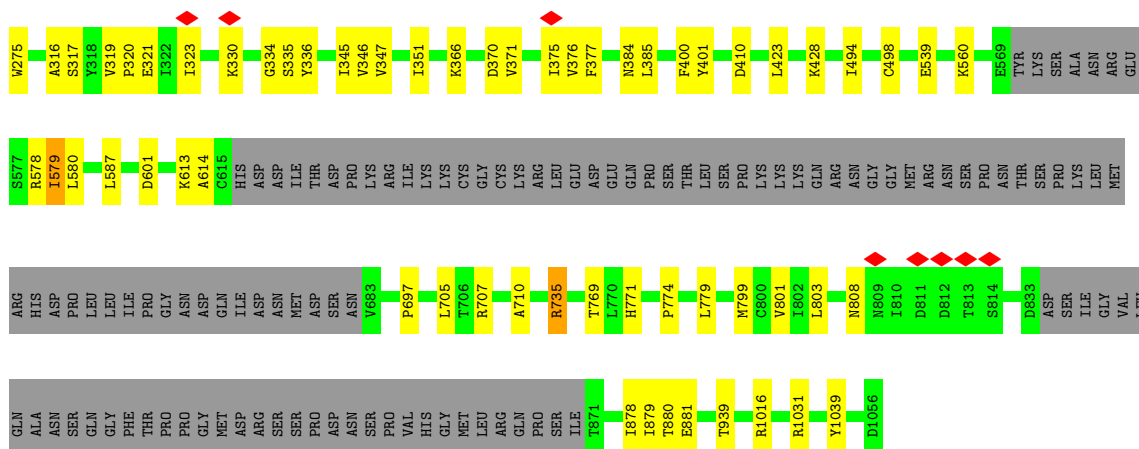 W275 A316 S317 Y318 V319 P320 E321 I322 I323 K330 G334 S335 Y336 I345 V346 V347 I351 K366 D370 V371 I375 V376 F377 N384 L385 F400 Y401 D410 L423 K428 I494 C498 E539 K560 E569 TYR LYS SER ALA ASN ARG GLU
S577 R578 I579 L580 L587 D601 K613 A614 C615 HIS ASP ASP ILE THR ASP PRO LYS ARG ILE LYS LYS CYS GLY CYS LYS ARG LEU GLU ASP GLU GLN PRO SER THR LEU SER PRO LYS LYS LYS GLN ARG ASN GLY GLY MET ARG ASN SER PRO ASN THR SER PRO LYS LEU MET
ARG HIS ASP PRO LEU LEU ILE PRO GLY ASN ASP GLN ILE ASP ASN MET ASP SER ASN V683 P697 L705 T706 R707 A710 R735 T769 L770 H771 P774 L779 M799 C800 V801 I802 L803 N808 N809 I810 D811 D812 T813 S814 D833 ASP SER ILE GLY VAL
GLN ALA ASN SER GLN GLY PHE THR PRO PRO GLY MET ASP ARG SER SER PRO ASP ASN SER PRO VAL HIS GLY MET LEU ARG GLN PRO SER ILE T871 I878 I879 T880 E881 T939 R1016 R1031 Y1039 D1056